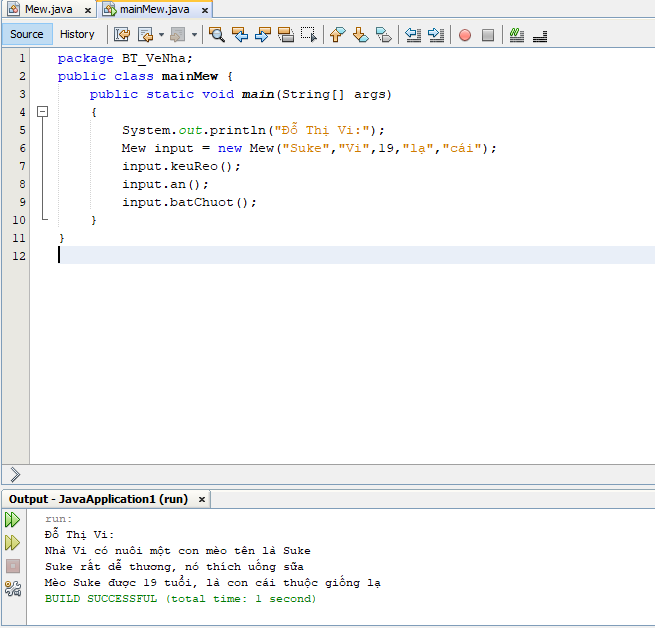 Mew.java x mainMew.java x
Source History
1 package BT_VeNha;
2 public class mainMew {
3 public static void main(String[] args)
4 {
5 System.out.println("Đỗ Thị Vi:");
6 Mew input = new Mew("Suke","Vi",19,"lạ","cái");
7 input.keuReo();
8 input.an();
9 input.batChuot();
10 }
11 }
12
Output - JavaApplication1 (run) x
run:
Đỗ Thị Vi:
Nhà Vi có nuôi một con mèo tên là Suke
Suke rất dễ thương, nó thích uống sữa
Mèo Suke được 19 tuổi, là con cái thuộc giống lạ
BUILD SUCCESSFUL (total time: 1 second)